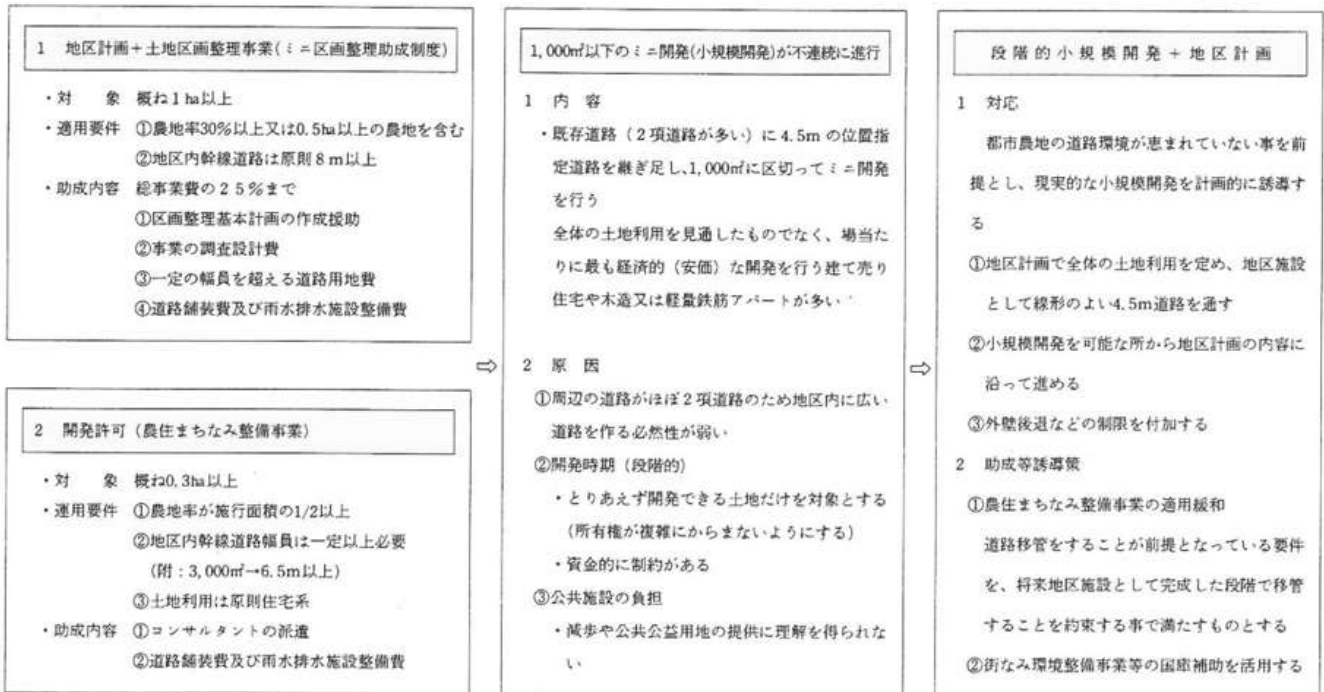 1 地区計画+土地区画整理事業(ミニ区画整理助成制度)
・対 象 概ね1ha以上
・適用要件 ①農地率30%以上又は0.5ha以上の農地を含む
②地区内幹線道路は原則8m以上
・助成内容 総事業費の25%まで
①区画整理基本計画の作成援助
②事業の調査設計費
③一定の幅員を超える道路用地費
④道路舗装費及び雨水排水施設整備費
2 開発許可(農住まちなみ整備事業)
・対 象 概ね0.3ha以上
・運用要件 ①農地率が施行面積の1/2以上
②地区内幹線道路幅員は一定以上必要
(附:3,000㎡→6.5m以上)
③土地利用は原則住宅系
・助成内容 ①コンサルタントの派遣
②道路舗装費及び雨水排水施設整備費
⇨
1,000㎡以下のミニ開発(小規模開発)が不連続に進行
1 内 容
・既存道路(2項道路が多い)に4.5mの位置指
定道路を継ぎ足し、1,000㎡に区切ってミニ開発
を行う
全体の土地利用を見通したものでなく、場当た
りに最も経済的(安価)な開発を行う建て売り
住宅や木造又は軽量鉄筋アパートが多い
2 原 因
①周辺の道路がほぼ2項道路のため地区内に広い
道路を作る必然性が弱い
②開発時期(段階的)
・とりあえず開発できる土地だけを対象とする
(所有権が複雑にからまないようにする)
・資金的に制約がある
③公共施設の負担
・減歩や公共公益用地の提供に理解を得られな
い
⇨
段階的小規模開発+地区計画
1 対応
都市農地の道路環境が恵まれていない事を前
提とし、現実的な小規模開発を計画的に誘導す
る
①地区計画で全体の土地利用を定め、地区施設
として線形のよい4.5m道路を通す
②小規模開発を可能な所から地区計画の内容に
沿って進める
③外壁後退などの制限を付加する
2 助成等誘導策
①農住まちなみ整備事業の適用緩和
道路移管をすることが前提となっている要件
を、将来地区施設として完成した段階で移管
することを約束する事で満たすものとする
②街なみ環境整備事業等の国庫補助を活用する